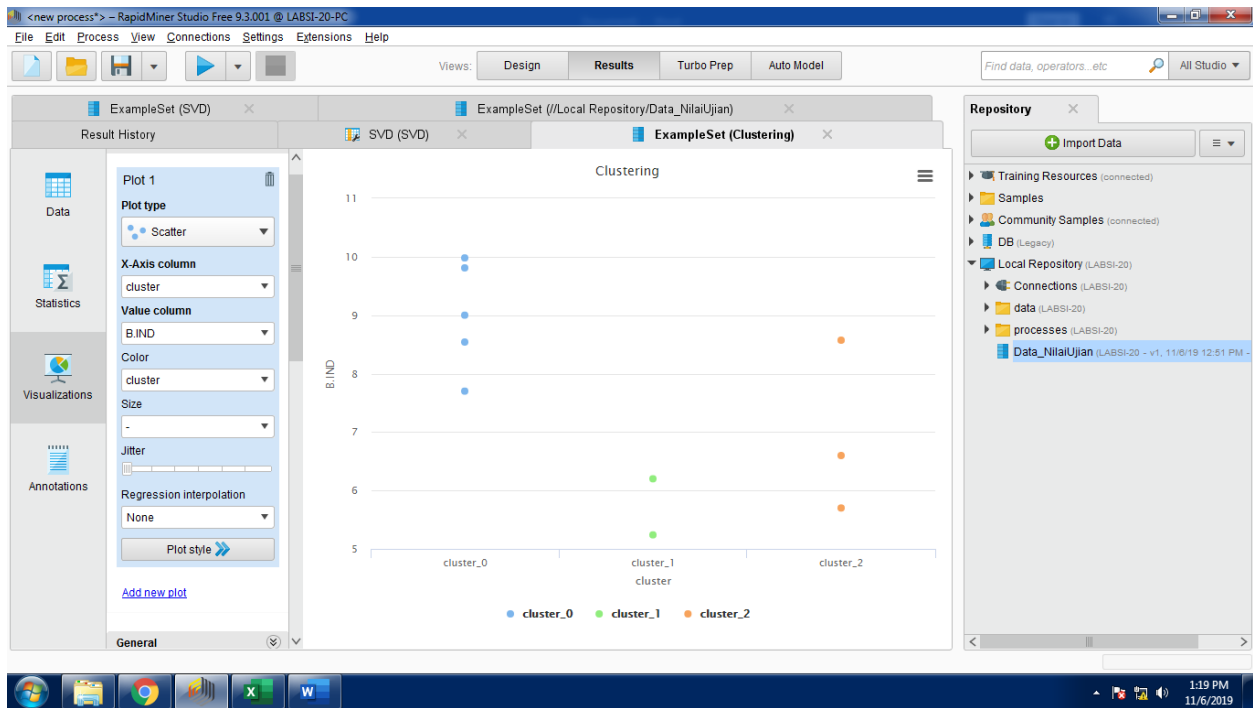 <new process*> – RapidMiner Studio Free 9.3.001 @ LABSI-20-PC
File Edit Process View Connections Settings Extensions Help
Views: Design Results Turbo Prep Auto Model
Find data, operators...etc All Studio
ExampleSet (SVD) ExampleSet (//Local Repository/Data_NilaiUjian)
Result History SVD (SVD) ExampleSet (Clustering)
Data
Statistics
Visualizations
Annotations
Plot 1
Plot type
Scatter
X-Axis column
cluster
Value column
B.IND
Color
cluster
Size
-
Jitter
Regression interpolation
None
Plot style
Add new plot
General
Clustering
11
10
9
8
7
6
5
B.IND
cluster_0 cluster_1 cluster_2
cluster
cluster_0 cluster_1 cluster_2
Repository
Import Data
Training Resources (connected)
Samples
Community Samples (connected)
DB (Legacy)
Local Repository (LABSI-20)
Connections (LABSI-20)
data (LABSI-20)
processes (LABSI-20)
Data_NilaiUjian (LABSI-20 - v1, 11/6/19 12:51 PM -
1:19 PM
11/6/2019